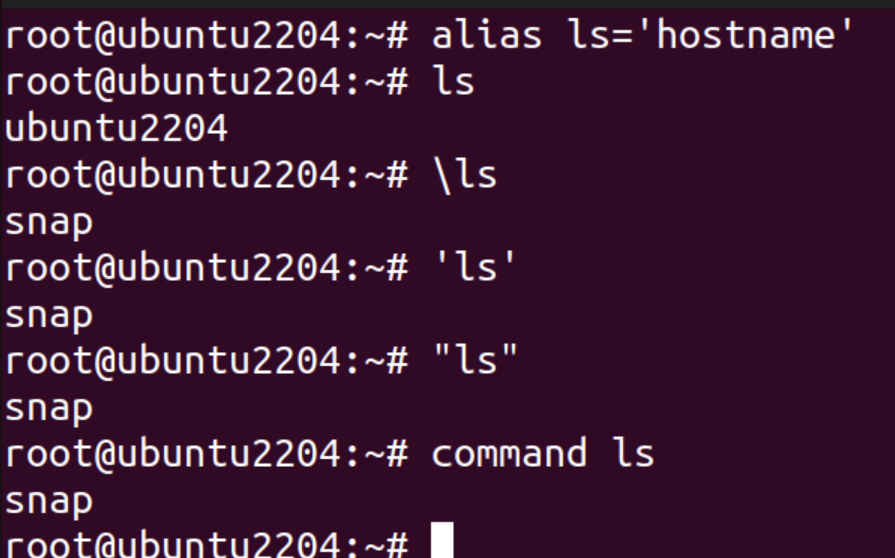 root@ubuntu2204:~# alias ls='hostname'
root@ubuntu2204:~# ls
ubuntu2204
root@ubuntu2204:~# \ls
snap
root@ubuntu2204:~# 'ls'
snap
root@ubuntu2204:~# "ls"
snap
root@ubuntu2204:~# command ls
snap
root@ubuntu2204:~#